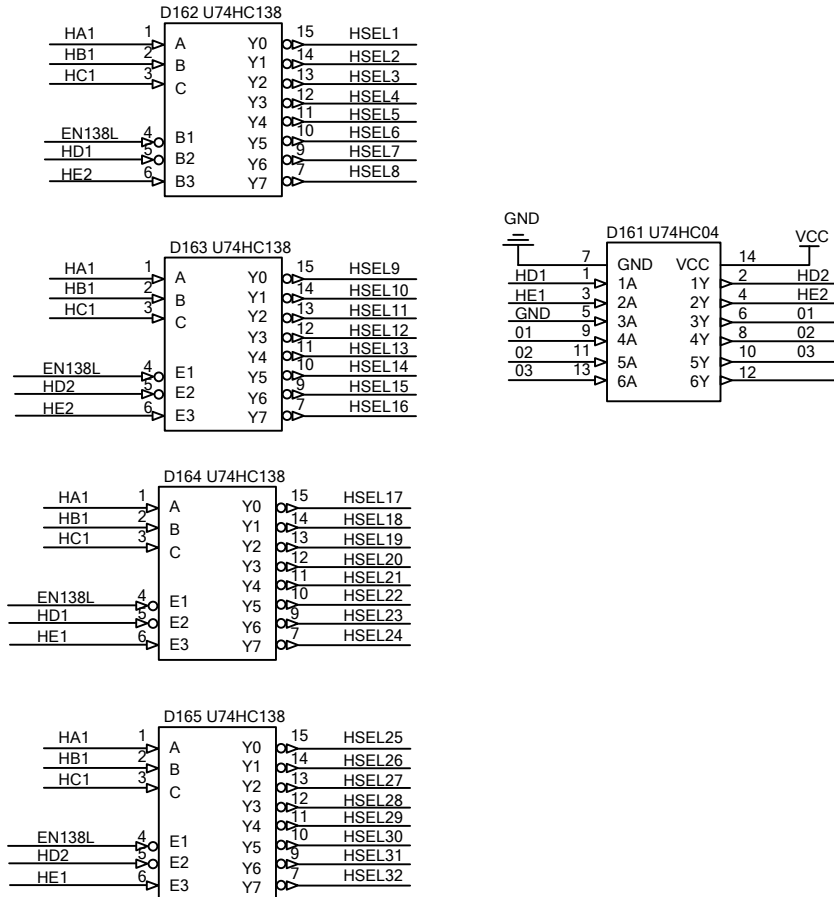 D162 U74HC138
HA1 1 A Y0 15 HSEL1
HB1 2 B Y1 14 HSEL2
HC1 3 C Y2 13 HSEL3
Y3 12 HSEL4
Y4 11 HSEL5
EN138L 4 B1 Y5 10 HSEL6
HD1 5 B2 Y6 9 HSEL7
HE2 6 B3 Y7 7 HSEL8
D163 U74HC138
HA1 1 A Y0 15 HSEL9
HB1 2 B Y1 14 HSEL10
HC1 3 C Y2 13 HSEL11
Y3 12 HSEL12
Y4 11 HSEL13
EN138L 4 E1 Y5 10 HSEL14
HD2 5 E2 Y6 9 HSEL15
HE2 6 E3 Y7 7 HSEL16
GND D161 U74HC04 VCC
7 GND VCC 14
HD1 1 1A 1Y 2 HD2
HE1 3 2A 2Y 4 HE2
GND 5 3A 3Y 6 01
01 9 4A 4Y 8 02
02 11 5A 5Y 10 03
03 13 6A 6Y 12
D164 U74HC138
HA1 1 A Y0 15 HSEL17
HB1 2 B Y1 14 HSEL18
HC1 3 C Y2 13 HSEL19
Y3 12 HSEL20
Y4 11 HSEL21
EN138L 4 E1 Y5 10 HSEL22
HD1 5 E2 Y6 9 HSEL23
HE1 6 E3 Y7 7 HSEL24
D165 U74HC138
HA1 1 A Y0 15 HSEL25
HB1 2 B Y1 14 HSEL26
HC1 3 C Y2 13 HSEL27
Y3 12 HSEL28
Y4 11 HSEL29
EN138L 4 E1 Y5 10 HSEL30
HD2 5 E2 Y6 9 HSEL31
HE1 6 E3 Y7 7 HSEL32